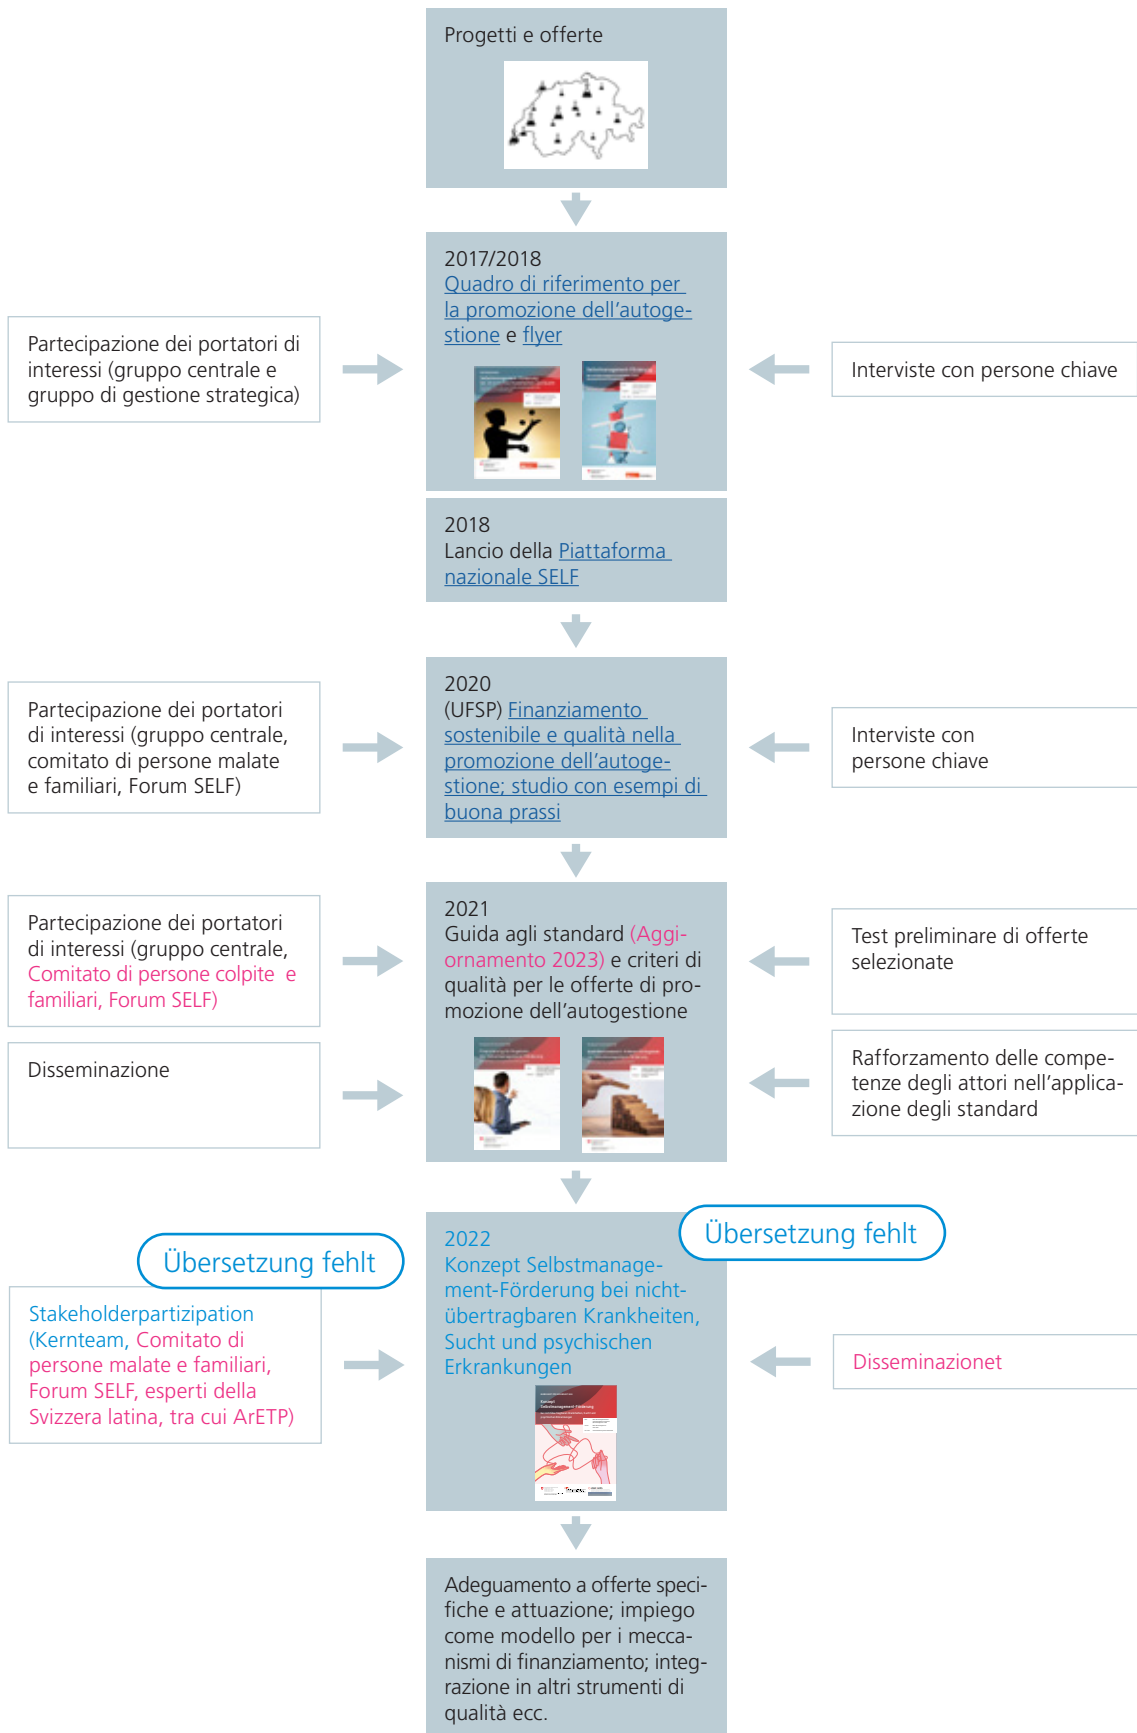 Progetti e offerte
2017/2018
Quadro di riferimento per
la promozione dell'autoge-
stione e flyer
Partecipazione dei portatori di
interessi (gruppo centrale e
gruppo di gestione strategica)
Interviste con persone chiave
2018
Lancio della Piattaforma
nazionale SELF
2020
(UFSP) Finanziamento
sostenibile e qualità nella
promozione dell'autoge-
stione; studio con esempi di
buona prassi
Partecipazione dei portatori
di interessi (gruppo centrale,
comitato di persone malate
e familiari, Forum SELF)
Interviste con
persone chiave
2021
Guida agli standard (Aggi-
ornamento 2023) e criteri di
qualità per le offerte di pro-
mozione dell'autogestione
Partecipazione dei portatori
di interessi (gruppo centrale,
Comitato di persone colpite e
familiari, Forum SELF)
Test preliminare di offerte
selezionate
Disseminazione
Rafforzamento delle compe-
tenze degli attori nell'applica-
zione degli standard
Übersetzung fehlt
Übersetzung fehlt
2022
Konzept Selbstmanage-
ment-Förderung bei nicht-
übertragbaren Krankheiten,
Sucht und psychischen
Erkrankungen
Stakeholderpartizipation
(Kernteam, Comitato di
persone malate e familiari,
Forum SELF, esperti della
Svizzera latina, tra cui ArETP)
Disseminazionet
Konzept
Selbstmanagement-Förderung
Adeguamento a offerte speci-
fiche e attuazione; impiego
come modello per i mecca-
nismi di finanziamento; integ-
razione in altri strumenti di
qualità ecc.